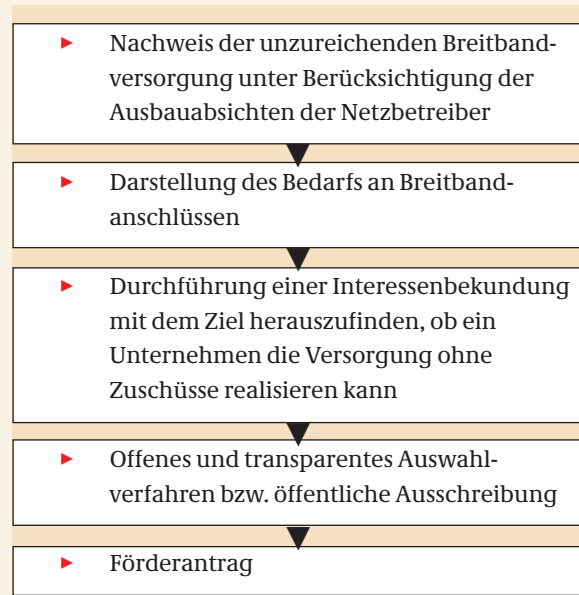 Nachweis der unzureichenden Breitband-
versorgung unter Berücksichtigung der
Ausbauabsichten der Netzbetreiber
Darstellung des Bedarfs an Breitband-
anschlüssen
Durchführung einer Interessenbekundung
mit dem Ziel herauszufinden, ob ein
Unternehmen die Versorgung ohne
Zuschüsse realisieren kann
Offenes und transparentes Auswahl-
verfahren bzw. öffentliche Ausschreibung
Förderantrag